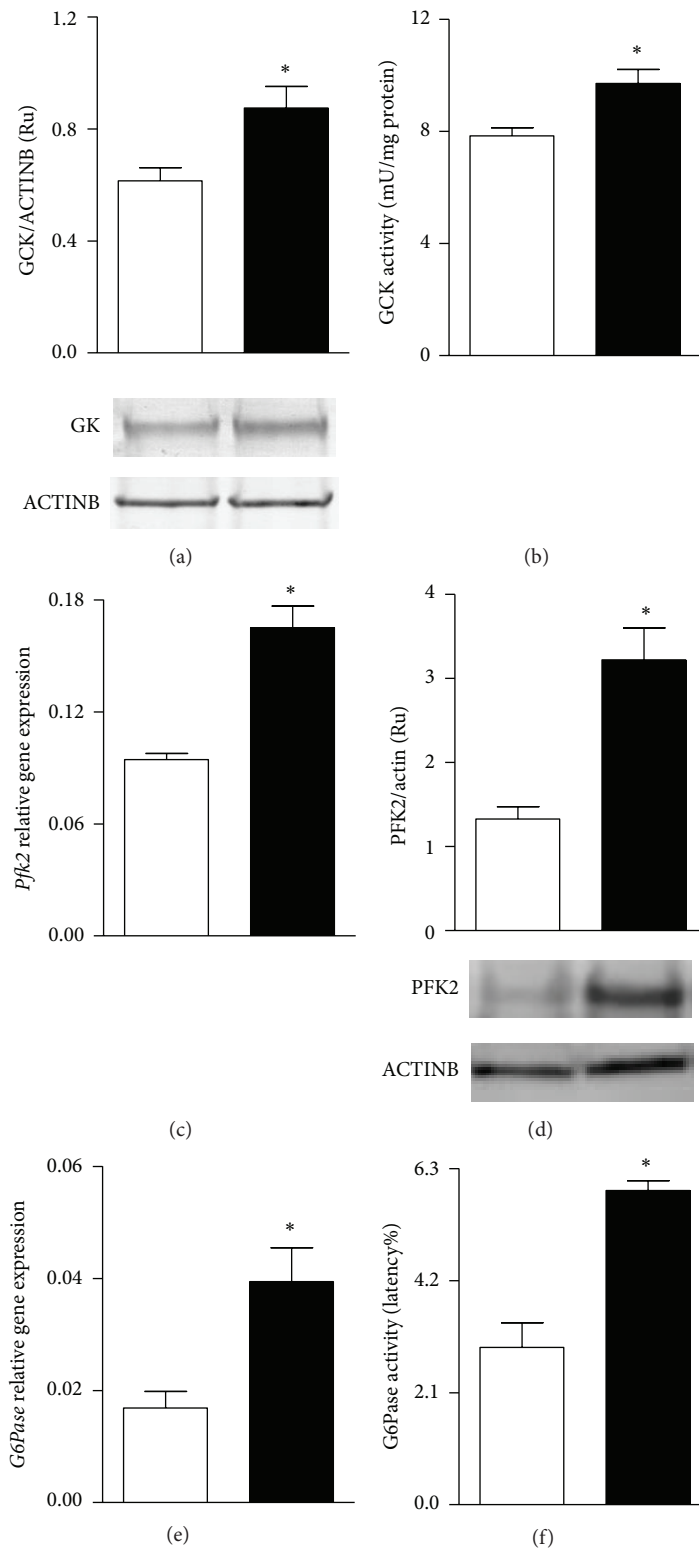 GCK/ACTINB (Ru)
1.2
0.8
0.4
0.0
*
GK
ACTINB
(a)
GCK activity (mU/mg protein)
12
8
4
0
*
(b)
Pfk2 relative gene expression
0.18
0.12
0.06
0.00
*
(c)
PFK2/actin (Ru)
4
3
2
1
0
*
PFK2
ACTINB
(d)
G6Pase relative gene expression
0.06
0.04
0.02
0.00
*
(e)
G6Pase activity (latency%)
6.3
4.2
2.1
0.0
*
(f)